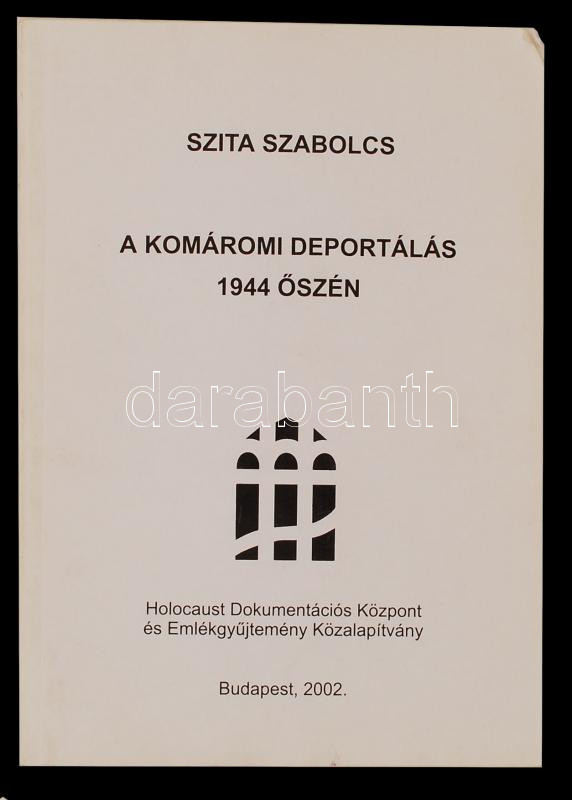 SZITA SZABOLCS
A KOMÁROMI DEPORTÁLÁS
1944 ŐSZÉN
darabanth
Holocaust Dokumentációs Központ
és Emlékgyűjtemény Közalapítvány
Budapest, 2002.